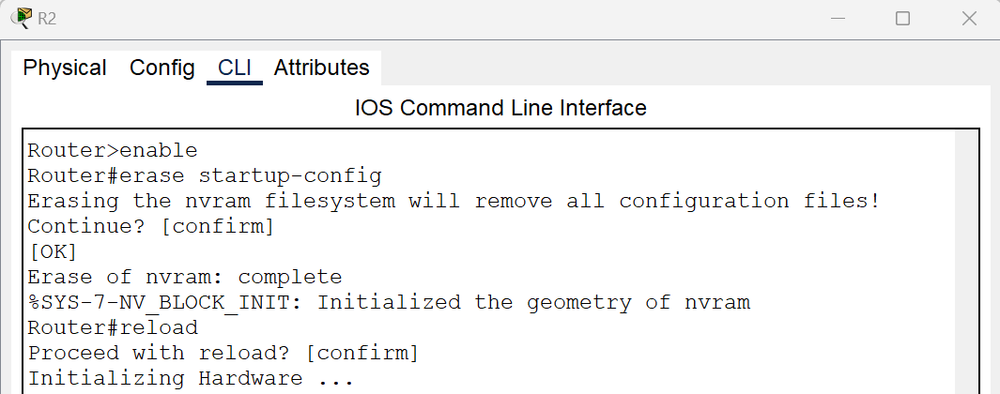 R2
Physical Config CLI Attributes
IOS Command Line Interface
Router>enable
Router#erase startup-config
Erasing the nvram filesystem will remove all configuration files!
Continue? [confirm]
[OK]
Erase of nvram: complete
%SYS-7-NV_BLOCK_INIT: Initialized the geometry of nvram
Router#reload
Proceed with reload? [confirm]
Initializing Hardware ...